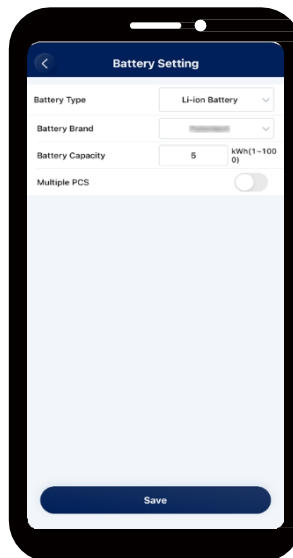 Battery Setting
Battery Type
Li-ion Battery
Battery Brand
Battery Capacity
5
kWh(1~100
0)
Multiple PCS
Save